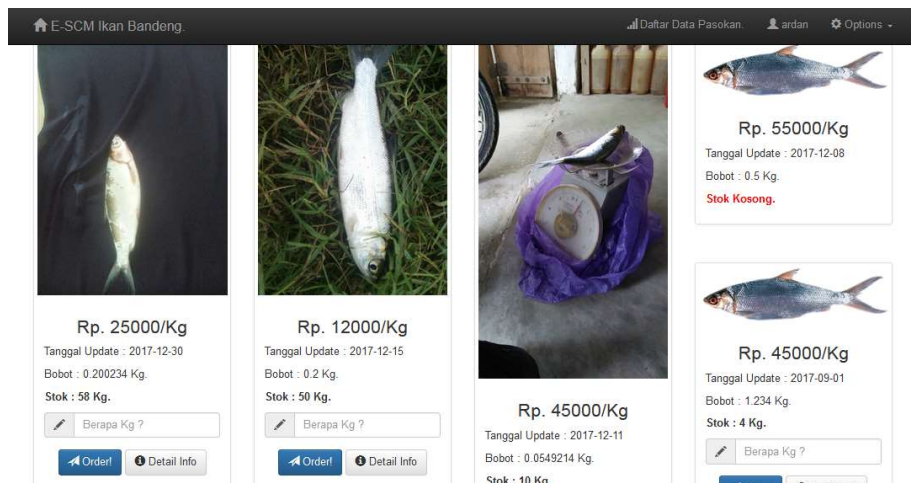 E-SCM Ikan Bandeng.
Daftar Data Pasokan.
ardan
Options
Rp. 25000/Kg
Tanggal Update : 2017-12-30
Bobot : 0.200234 Kg.
Stok : 58 Kg.
Berapa Kg ?
Order!
Detail Info
Rp. 12000/Kg
Tanggal Update : 2017-12-15
Bobot : 0.2 Kg.
Stok : 50 Kg.
Berapa Kg ?
Order!
Detail Info
Rp. 45000/Kg
Tanggal Update : 2017-12-11
Bobot : 0.0549214 Kg.
Stok : 10 Kg.
Rp. 55000/Kg
Tanggal Update : 2017-12-08
Bobot : 0.5 Kg.
Stok Kosong.
Rp. 45000/Kg
Tanggal Update : 2017-09-01
Bobot : 1.234 Kg.
Stok : 4 Kg.
Berapa Kg ?